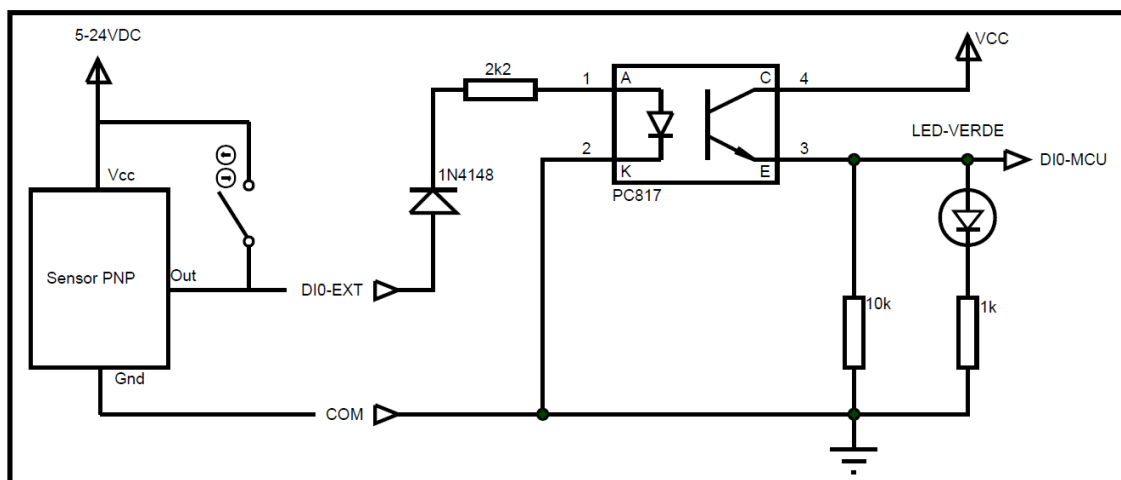 5-24VDC
VCC
2k2
1
A
C
4
LED-VERDE
2
3
DI0-MCU
Vcc
1N4148
K
E
PC817
Sensor PNP
Out
DI0-EXT
10k
1k
Gnd
COM